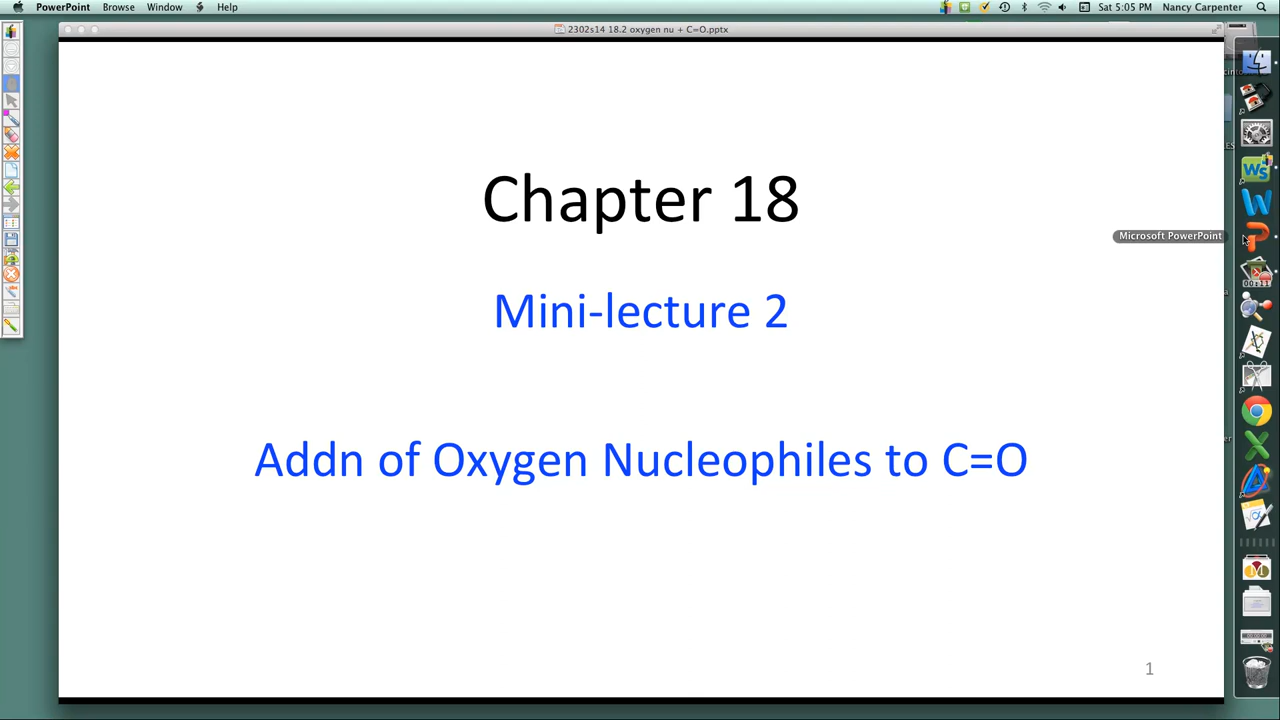 PowerPoint Browse Window Help
Sat 5:05 PM Nancy Carpenter
2302s14 18.2 oxygen nu + C=O.pptx
Chapter 18
Microsoft PowerPoint
Mini-lecture 2
Addn of Oxygen Nucleophiles to C=O
1